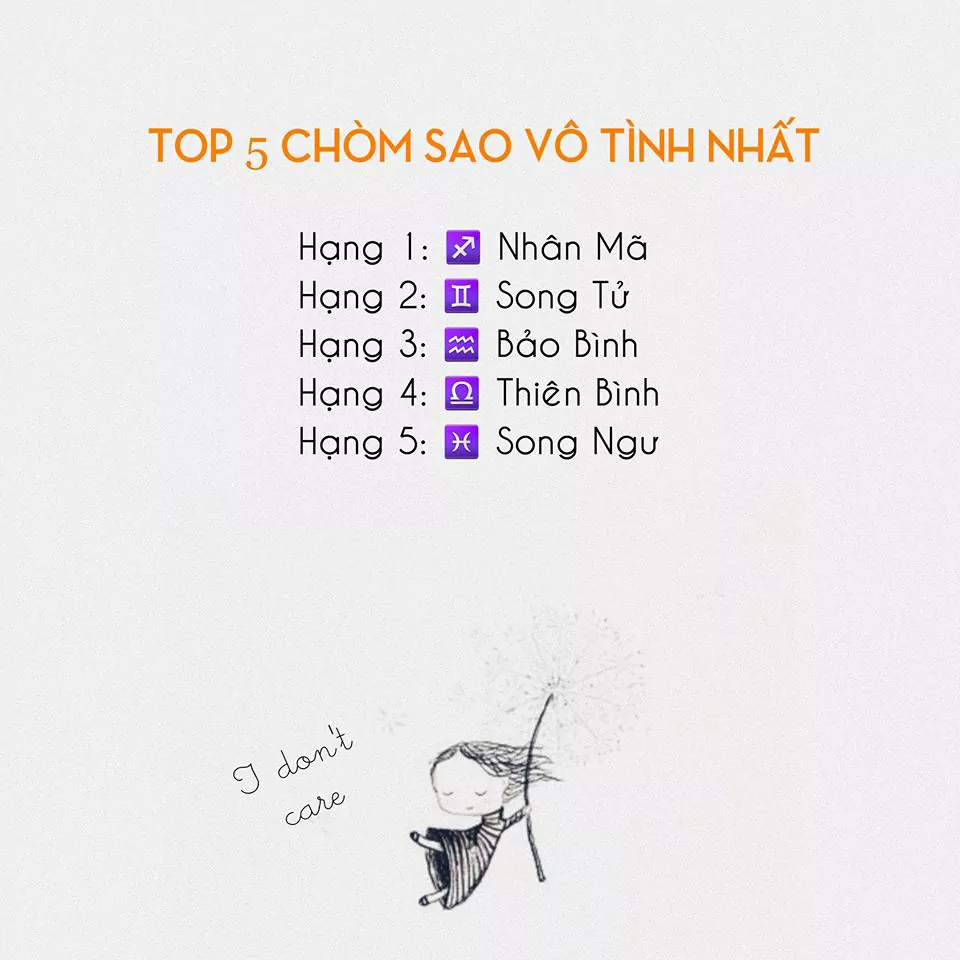 TOP 5 CHÒM SAO VÔ TÌNH NHẤT
Hạng 1: ♐ Nhân Mã
Hạng 2: ♊ Song Tử
Hạng 3: ♒ Bảo Bình
Hạng 4: ♎ Thiên Bình
Hạng 5: ♓ Song Ngư
I don't
care